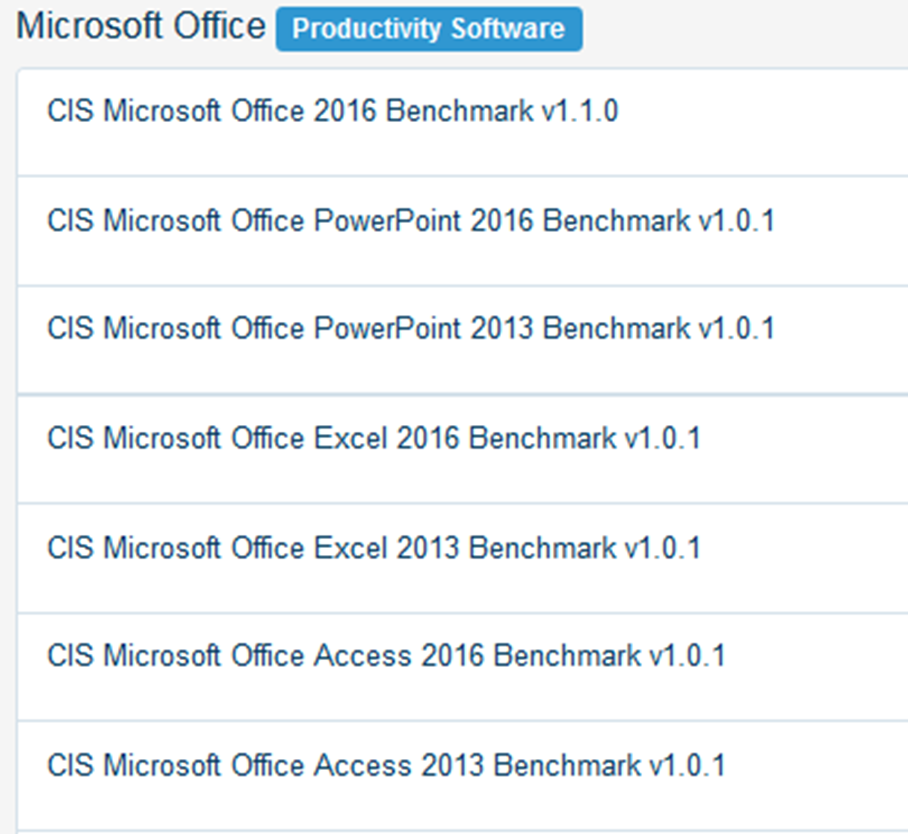 Microsoft Office Productivity Software
CIS Microsoft Office 2016 Benchmark v1.1.0
CIS Microsoft Office PowerPoint 2016 Benchmark v1.0.1
CIS Microsoft Office PowerPoint 2013 Benchmark v1.0.1
CIS Microsoft Office Excel 2016 Benchmark v1.0.1
CIS Microsoft Office Excel 2013 Benchmark v1.0.1
CIS Microsoft Office Access 2016 Benchmark v1.0.1
CIS Microsoft Office Access 2013 Benchmark v1.0.1